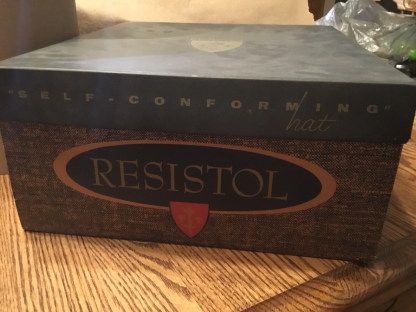 "SELF-CONFORMING"
hat
RESISTOL